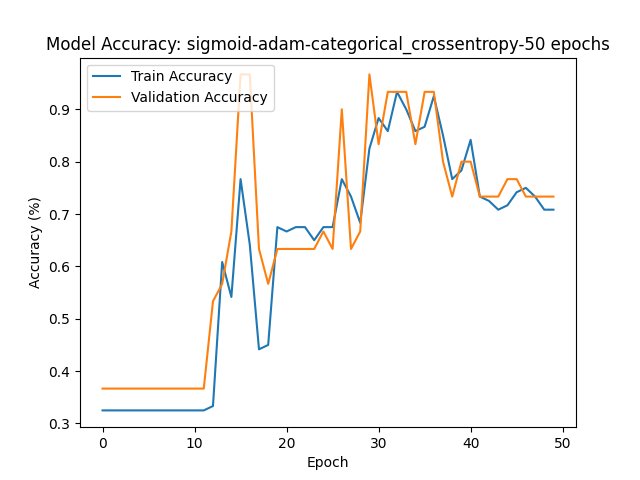 Model Accuracy: sigmoid-adam-categorical_crossentropy-50 epochs
Train Accuracy
Validation Accuracy
Accuracy (%)
0.9
0.8
0.7
0.6
0.5
0.4
0.3
0 10 20 30 40 50
Epoch